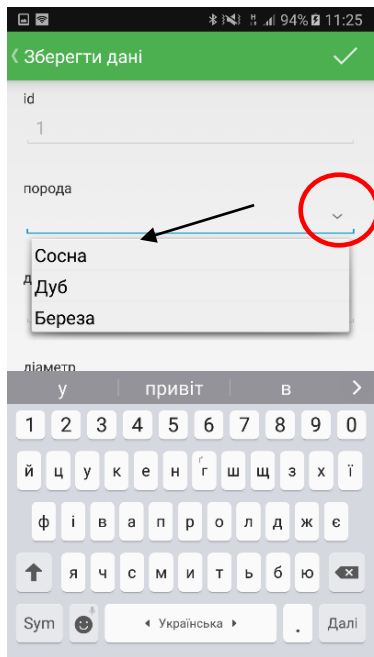 94% 11:25
Зберегти дані
id
1
порода
Сосна
Дуб
Береза
діаметр
у привіт в
1 2 3 4 5 6 7 8 9 0
й ц у к е н г ґ ш щ з х ї
ф і в а п р о л д ж є
я ч с м и т ь б ю
Sym Українська . Далі